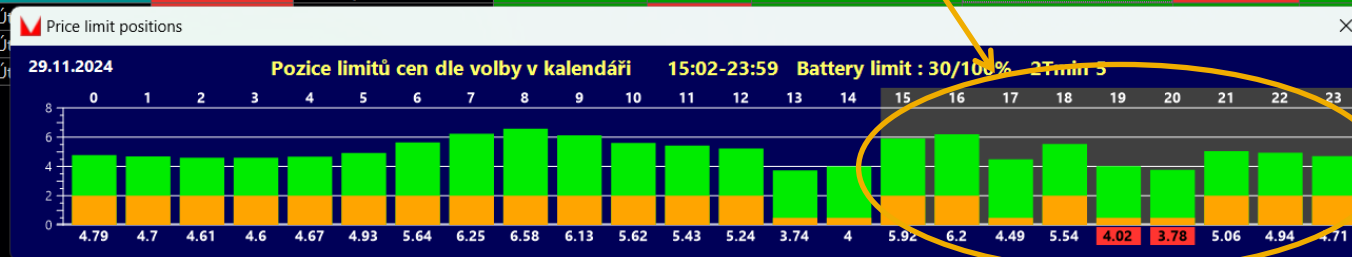 Price limit positions
29.11.2024 Pozice limitů cen dle volby v kalendáři 15:02-23:59 Battery limit : 30/100% 2Tmin 5
0 1 2 3 4 5 6 7 8 9 10 11 12 13 14 15 16 17 18 19 20 21 22 23
8
6
4
2
0
4.79 4.7 4.61 4.6 4.67 4.93 5.64 6.25 6.58 6.13 5.62 5.43 5.24 3.74 4 5.92 6.2 4.49 5.54 4.02 3.78 5.06 4.94 4.71